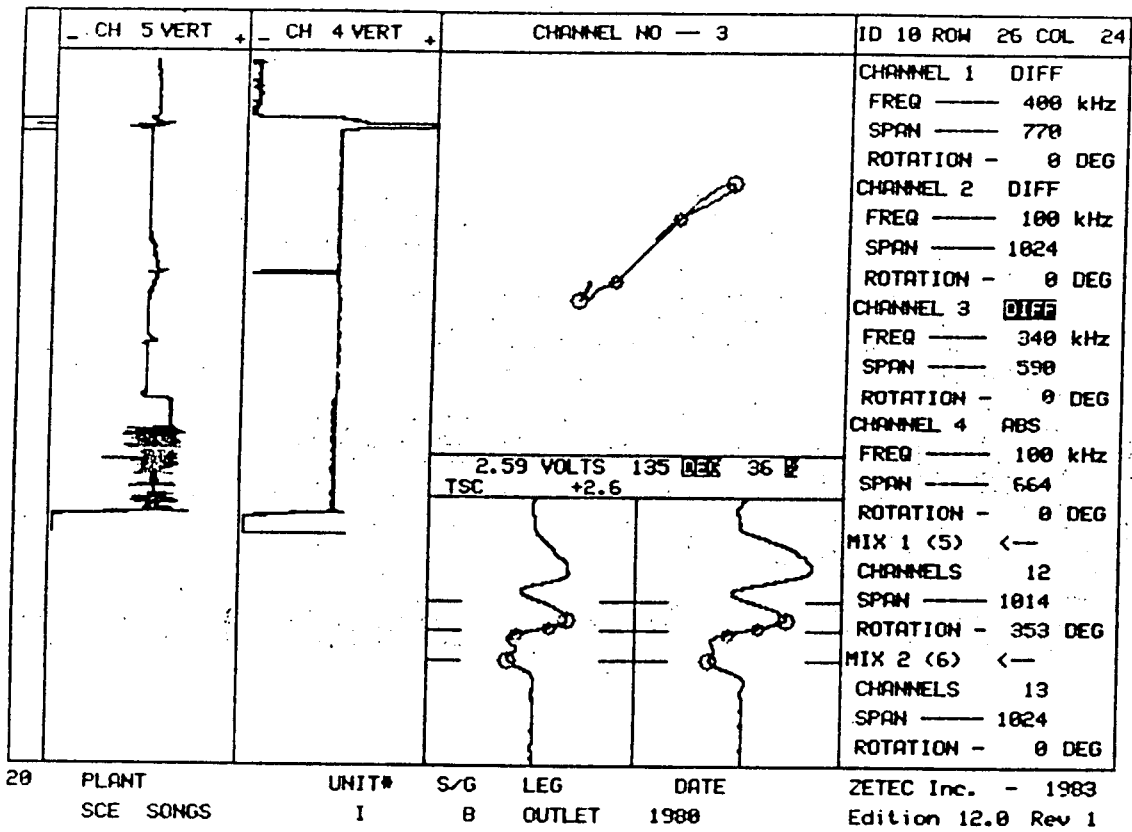 - CH 5 VERT +
- CH 4 VERT +
CHANNEL NO — 3
ID 10 ROW 26 COL 24
CHANNEL 1 DIFF
FREQ —— 400 kHz
SPAN —— 770
ROTATION - 0 DEG
CHANNEL 2 DIFF
FREQ —— 100 kHz
SPAN —— 1024
ROTATION - 0 DEG
CHANNEL 3 DIFF
FREQ —— 340 kHz
SPAN —— 590
ROTATION - 0 DEG
CHANNEL 4 ABS
FREQ —— 100 kHz
SPAN —— 664
ROTATION - 0 DEG
MIX 1 (5) <—
CHANNELS 12
SPAN —— 1014
ROTATION - 353 DEG
MIX 2 (6) <—
CHANNELS 13
SPAN —— 1024
ROTATION - 0 DEG
2.59 VOLTS 135 DEG 36 %
TSC +2.6
20 PLANT UNIT# S/G LEG DATE
SCE SONGS I B OUTLET 1980
ZETEC Inc. - 1983
Edition 12.0 Rev 1